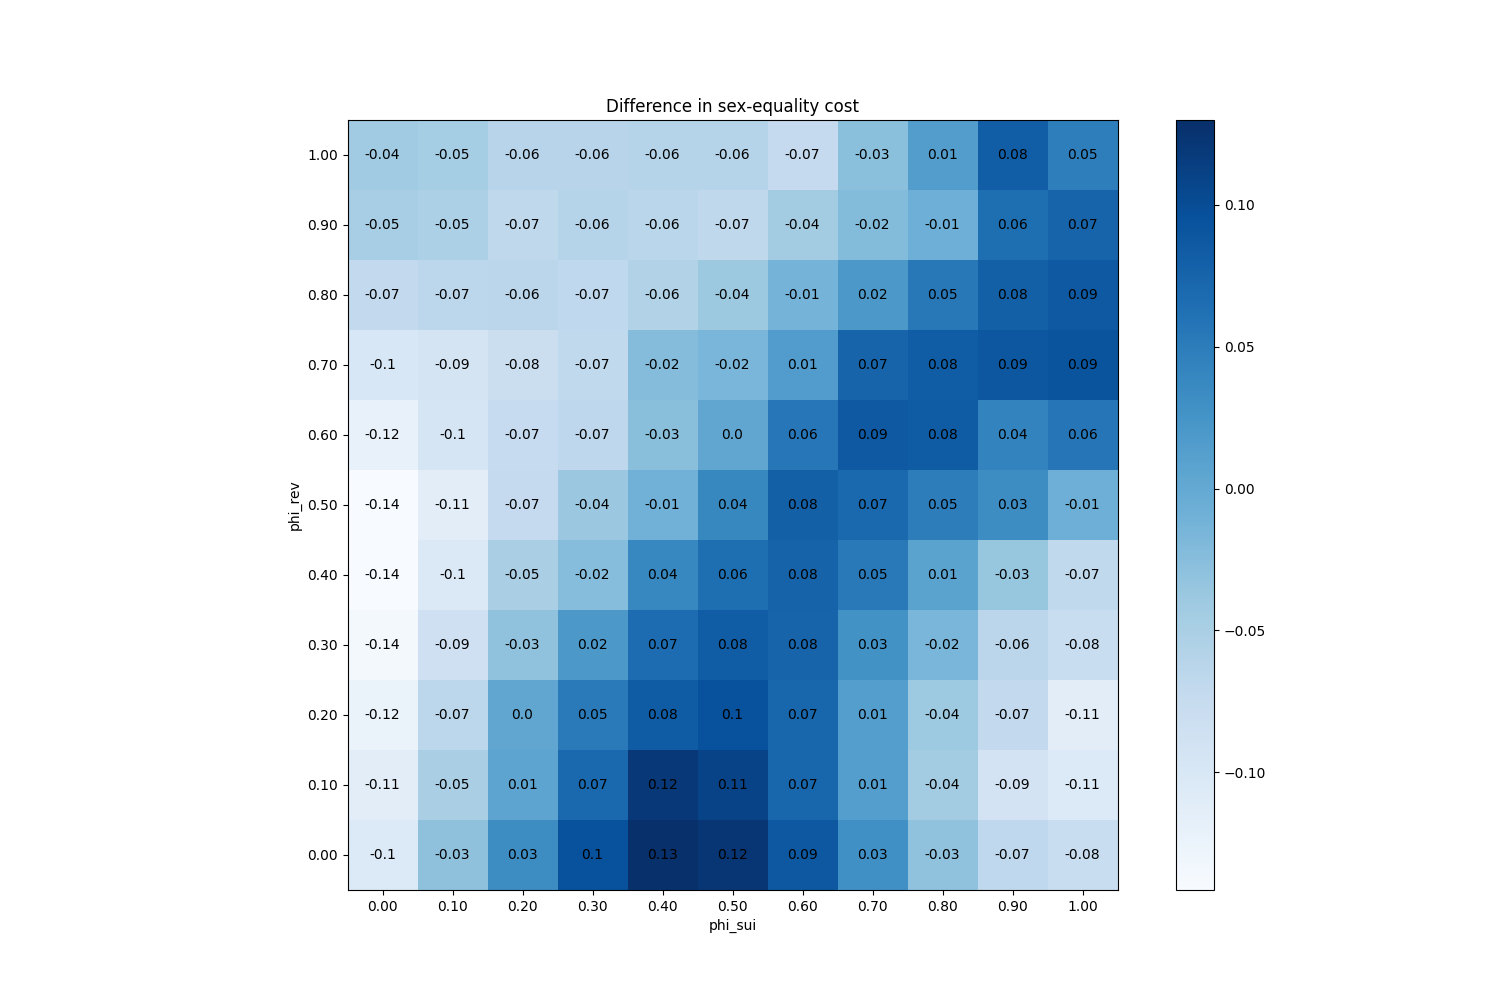 Difference in sex-equality cost
1.00 -0.04 -0.05 -0.06 -0.06 -0.06 -0.06 -0.07 -0.03 0.01 0.08 0.05
0.90 -0.05 -0.05 -0.07 -0.06 -0.06 -0.07 -0.04 -0.02 -0.01 0.06 0.07
0.80 -0.07 -0.07 -0.06 -0.07 -0.06 -0.04 -0.01 0.02 0.05 0.08 0.09
0.70 -0.1 -0.09 -0.08 -0.07 -0.02 -0.02 0.01 0.07 0.08 0.09 0.09
0.60 -0.12 -0.1 -0.07 -0.07 -0.03 0.0 0.06 0.09 0.08 0.04 0.06
0.50 -0.14 -0.11 -0.07 -0.04 -0.01 0.04 0.08 0.07 0.05 0.03 -0.01
0.40 -0.14 -0.1 -0.05 -0.02 0.04 0.06 0.08 0.05 0.01 -0.03 -0.07
0.30 -0.14 -0.09 -0.03 0.02 0.07 0.08 0.08 0.03 -0.02 -0.06 -0.08
0.20 -0.12 -0.07 0.0 0.05 0.08 0.1 0.07 0.01 -0.04 -0.07 -0.11
0.10 -0.11 -0.05 0.01 0.07 0.12 0.11 0.07 0.01 -0.04 -0.09 -0.11
0.00 -0.1 -0.03 0.03 0.1 0.13 0.12 0.09 0.03 -0.03 -0.07 -0.08
0.00 0.10 0.20 0.30 0.40 0.50 0.60 0.70 0.80 0.90 1.00
phi_sui
phi_rev
0.10
0.05
0.00
−0.05
−0.10